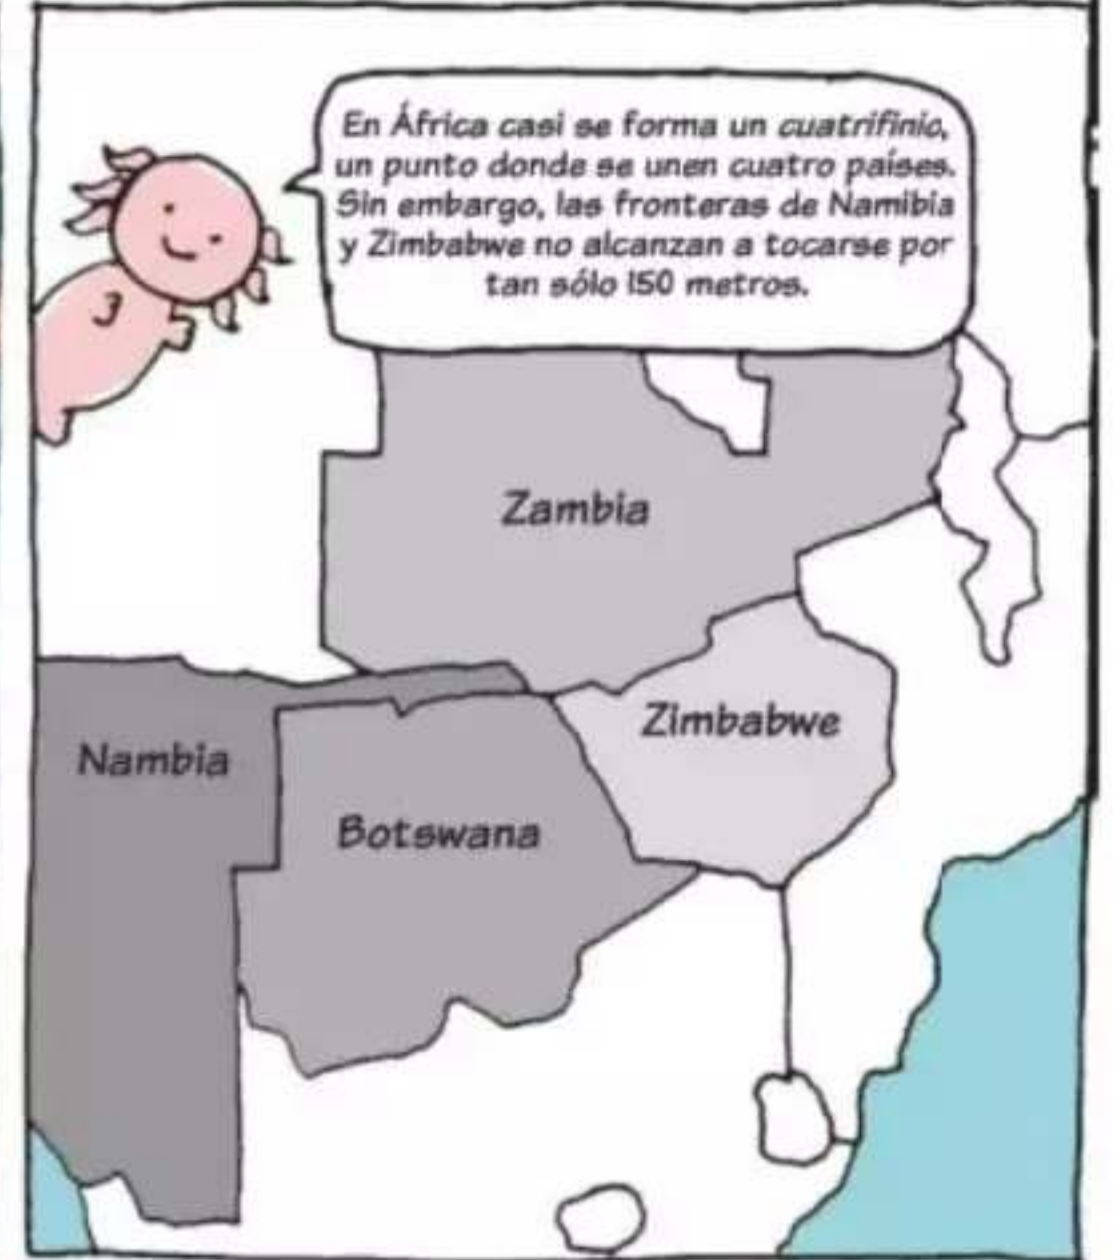 En África casi se forma un cuatrifinio,
un punto donde se unen cuatro países.
Sin embargo, las fronteras de Namibia
y Zimbabwe no alcanzan a tocarse por
tan sólo 150 metros.
Zambia
Zimbabwe
Nambia
Botswana